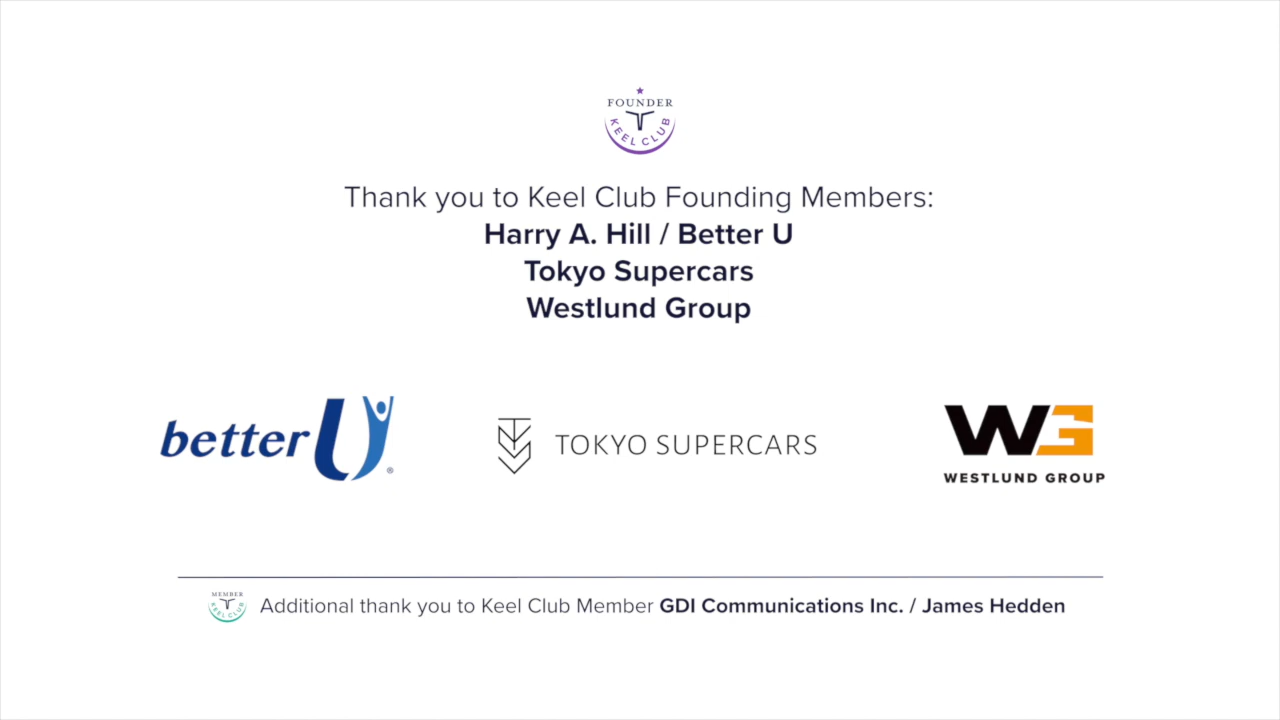 FOUNDER
KEEL CLUB
Thank you to Keel Club Founding Members:
Harry A. Hill / Better U
Tokyo Supercars
Westlund Group
better U ®
TOKYO SUPERCARS
WG
WESTLUND GROUP
MEMBER
KEEL CLUB
Additional thank you to Keel Club Member GDI Communications Inc. / James Hedden